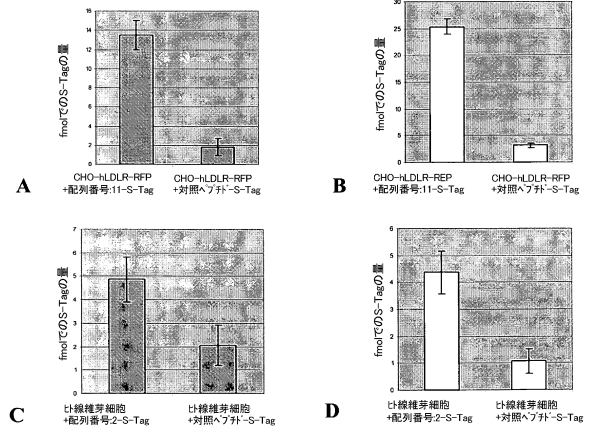 fmolでのS-Tagの量
16
14
12
10
8
6
4
2
0
CHO-hLDLR-RFP
+配列番号:11-S-Tag
CHO-hLDLR-RFP
+対照ペプチド-S-Tag
A
fmolでのS-Tagの量
30
25
20
15
10
5
0
CHO-hLDLR-REP
+配列番号:11-S-Tag
CHO-hLDLR-RFP
+対照ペプチド-S-Tag
B
fmolでのS-Tagの量
7
6
5
4
3
2
1
0
ヒト線維芽細胞
+配列番号:2-S-Tag
ヒト線維芽細胞
+対照ペプチド-S-Tag
C
fmolでのS-Tagの量
6
5
4
3
2
1
0
ヒト線維芽細胞
+配列番号:2-S-Tag
ヒト線維芽細胞
+対照ペプチド-S-Tag
D